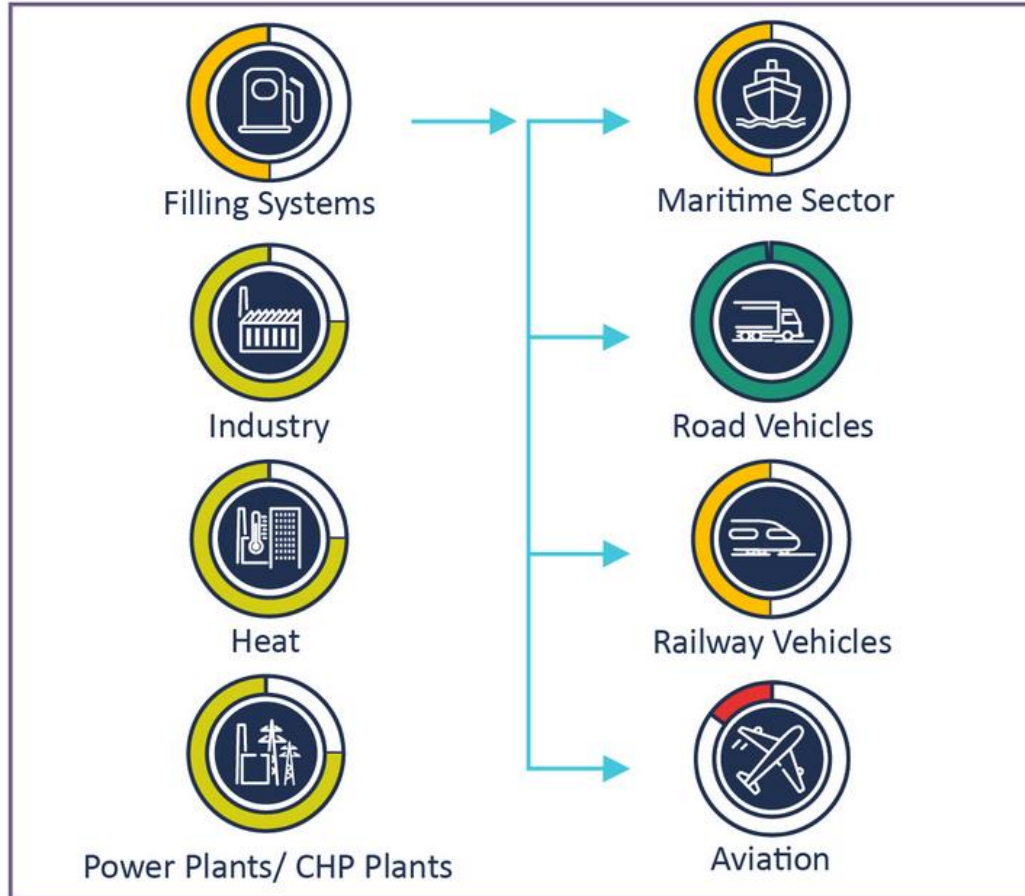 Filling Systems
Industry
Heat
Power Plants/ CHP Plants
Maritime Sector
Road Vehicles
Railway Vehicles
Aviation